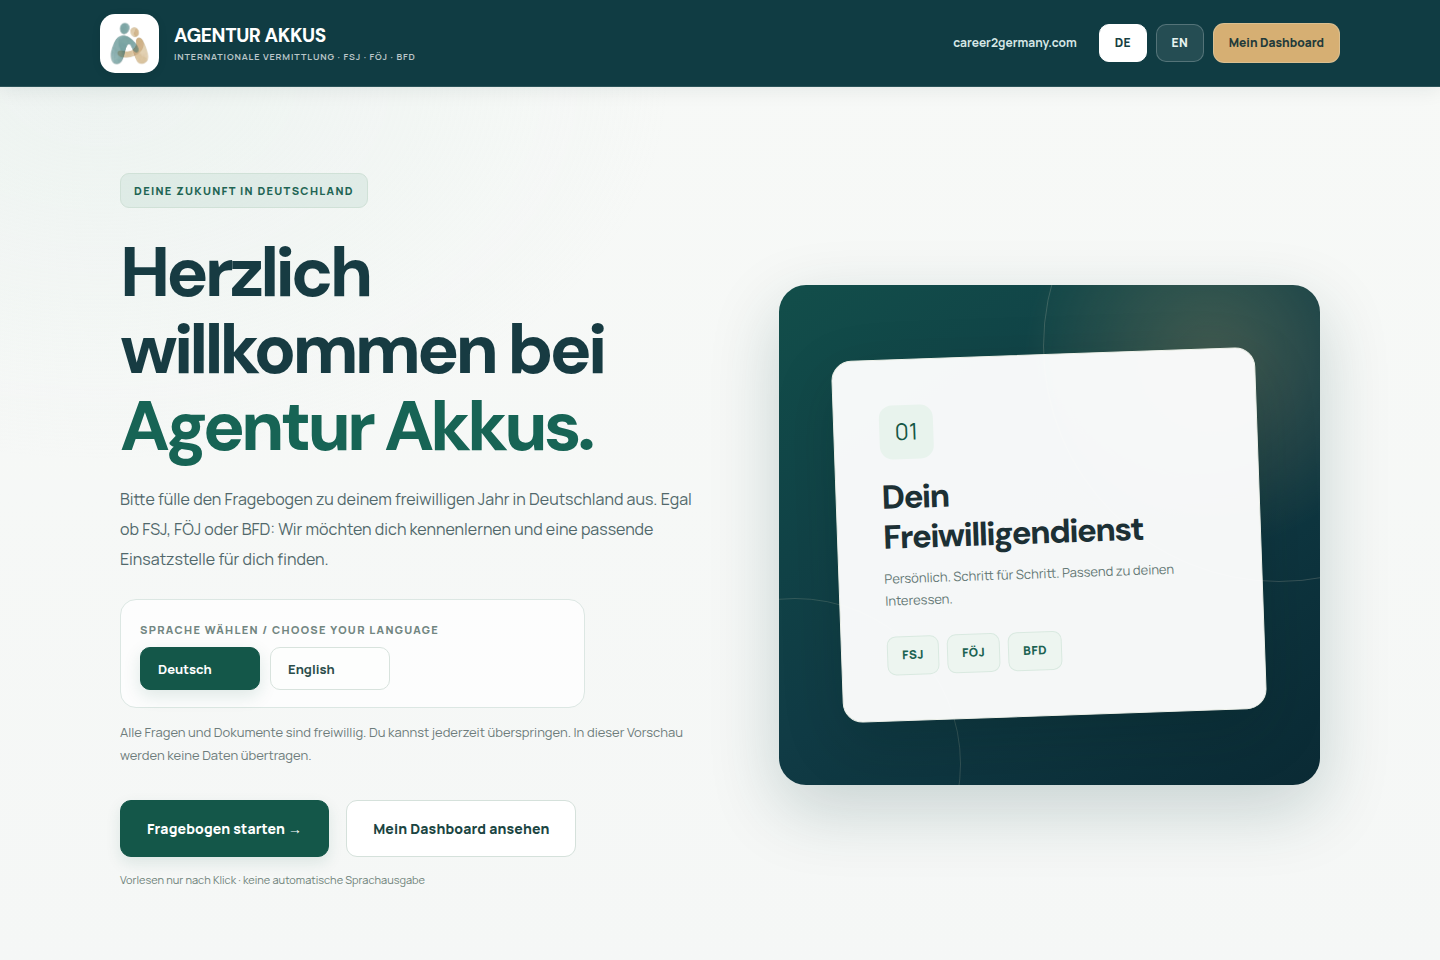 AGENTUR AKKUS
INTERNATIONALE VERMITTLUNG · FSJ · FÖJ · BFD
career2germany.com
DE
EN
Mein Dashboard
DEINE ZUKUNFT IN DEUTSCHLAND
Herzlich
willkommen bei
Agentur Akkus.
Bitte fülle den Fragebogen zu deinem freiwilligen Jahr in Deutschland aus. Egal
ob FSJ, FÖJ oder BFD: Wir möchten dich kennenlernen und eine passende
Einsatzstelle für dich finden.
SPRACHE WÄHLEN / CHOOSE YOUR LANGUAGE
Deutsch
English
Alle Fragen und Dokumente sind freiwillig. Du kannst jederzeit überspringen. In dieser Vorschau
werden keine Daten übertragen.
Fragebogen starten →
Mein Dashboard ansehen
Vorlesen nur nach Klick · keine automatische Sprachausgabe
01
Dein
Freiwilligendienst
Persönlich. Schritt für Schritt. Passend zu deinen
Interessen.
FSJ
FÖJ
BFD